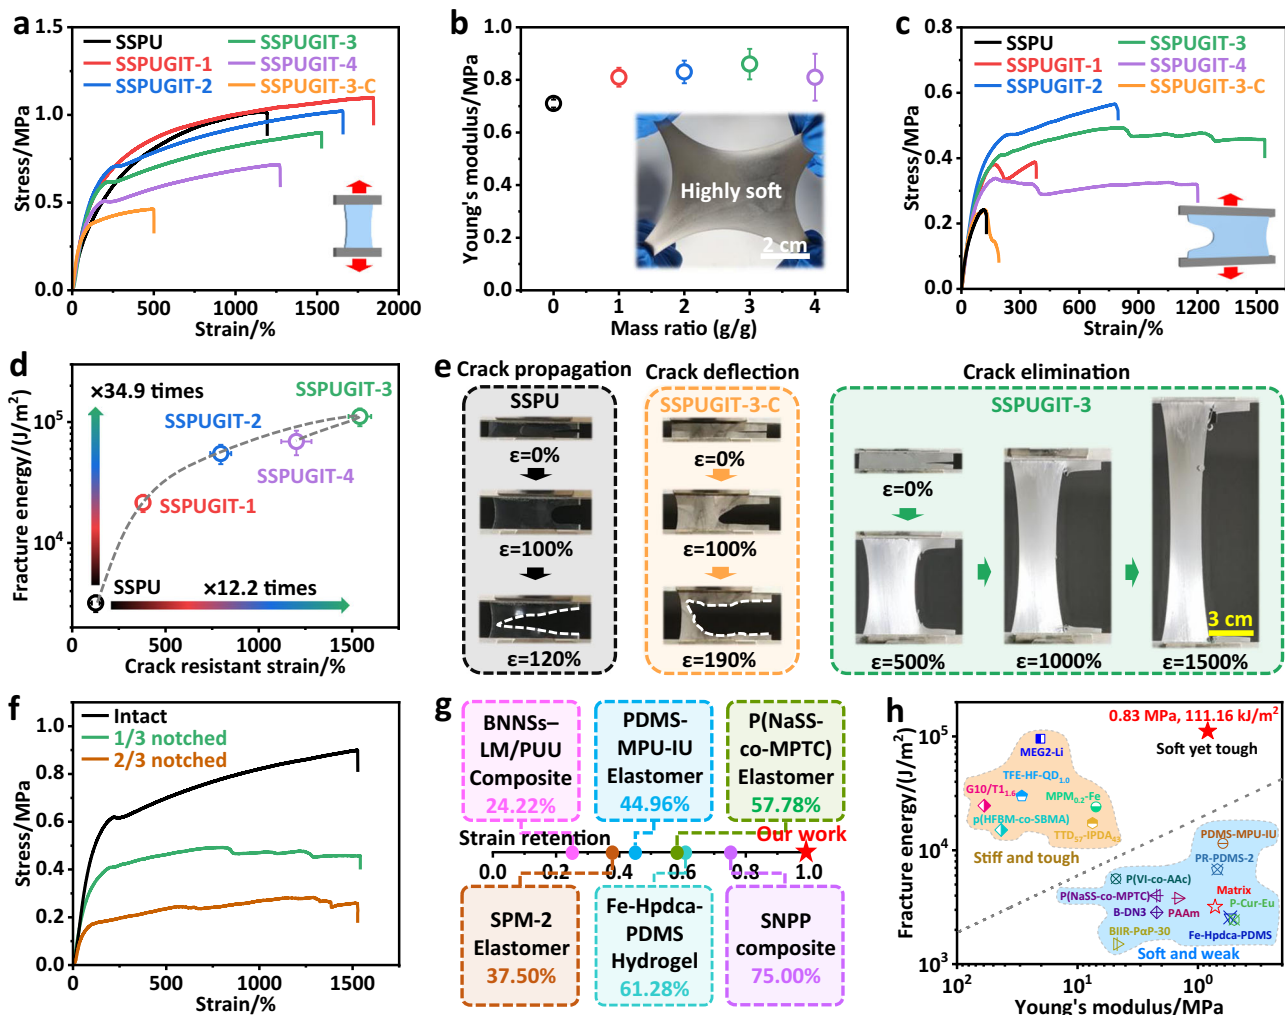 a
SSPU
SSPUGIT-1
SSPUGIT-2
SSPUGIT-3
SSPUGIT-4
SSPUGIT-3-C
Stress/MPa
1.5
1.0
0.5
0.0
0
500
1000
1500
2000
Strain/%
b
Young's modulus/MPa
1.0
0.8
0.6
0.4
0.2
0.0
Highly soft
2 cm
0
1
2
3
4
Mass ratio (g/g)
c
SSPU
SSPUGIT-1
SSPUGIT-2
SSPUGIT-3
SSPUGIT-4
SSPUGIT-3-C
Stress/MPa
0.8
0.6
0.4
0.2
0.0
0
300
600
900
1200
1500
Strain/%
d
×34.9 times
SSPUGIT-3
SSPUGIT-2
SSPUGIT-4
SSPUGIT-1
SSPU
×12.2 times
Fracture energy/(J/m²)
10⁵
10⁴
0
500
1000
1500
Crack resistant strain/%
e
Crack propagation
SSPU
ε=0%
ε=100%
ε=120%
Crack deflection
SSPUGIT-3-C
ε=0%
ε=100%
ε=190%
Crack elimination
SSPUGIT-3
ε=0%
ε=500%
ε=1000%
ε=1500%
3 cm
f
Intact
1/3 notched
2/3 notched
Stress/MPa
1.0
0.8
0.6
0.4
0.2
0.0
0
500
1000
1500
Strain/%
g
BNNSs–
LM/PUU
Composite
24.22%
PDMS-
MPU-IU
Elastomer
44.96%
P(NaSS-
co-MPTC)
Elastomer
57.78%
Strain retention
Our work
0.0
0.2
0.4
0.6
0.8
1.0
SPM-2
Elastomer
37.50%
Fe-Hpdca-
PDMS
Hydrogel
61.28%
SNPP
composite
75.00%
h
0.83 MPa, 111.16 kJ/m²
Soft yet tough
MEG2-Li
TFE-HF-QD₁.₀
G10/T1₁.₆
MPM₀.₂-Fe
p(HFBM-co-SBMA)
TTD₅₇-IPDA₄₃
Stiff and tough
PDMS-MPU-IU
PR-PDMS-2
P(VI-co-AAc)
P(NaSS-co-MPTC)
Matrix
P-Cur-Eu
B-DN3
PAAm
BIIR-PαP-30
Fe-Hpdca-PDMS
Soft and weak
Fracture energy/(J/m²)
10⁵
10⁴
10³
10²
10¹
10⁰
Young's modulus/MPa